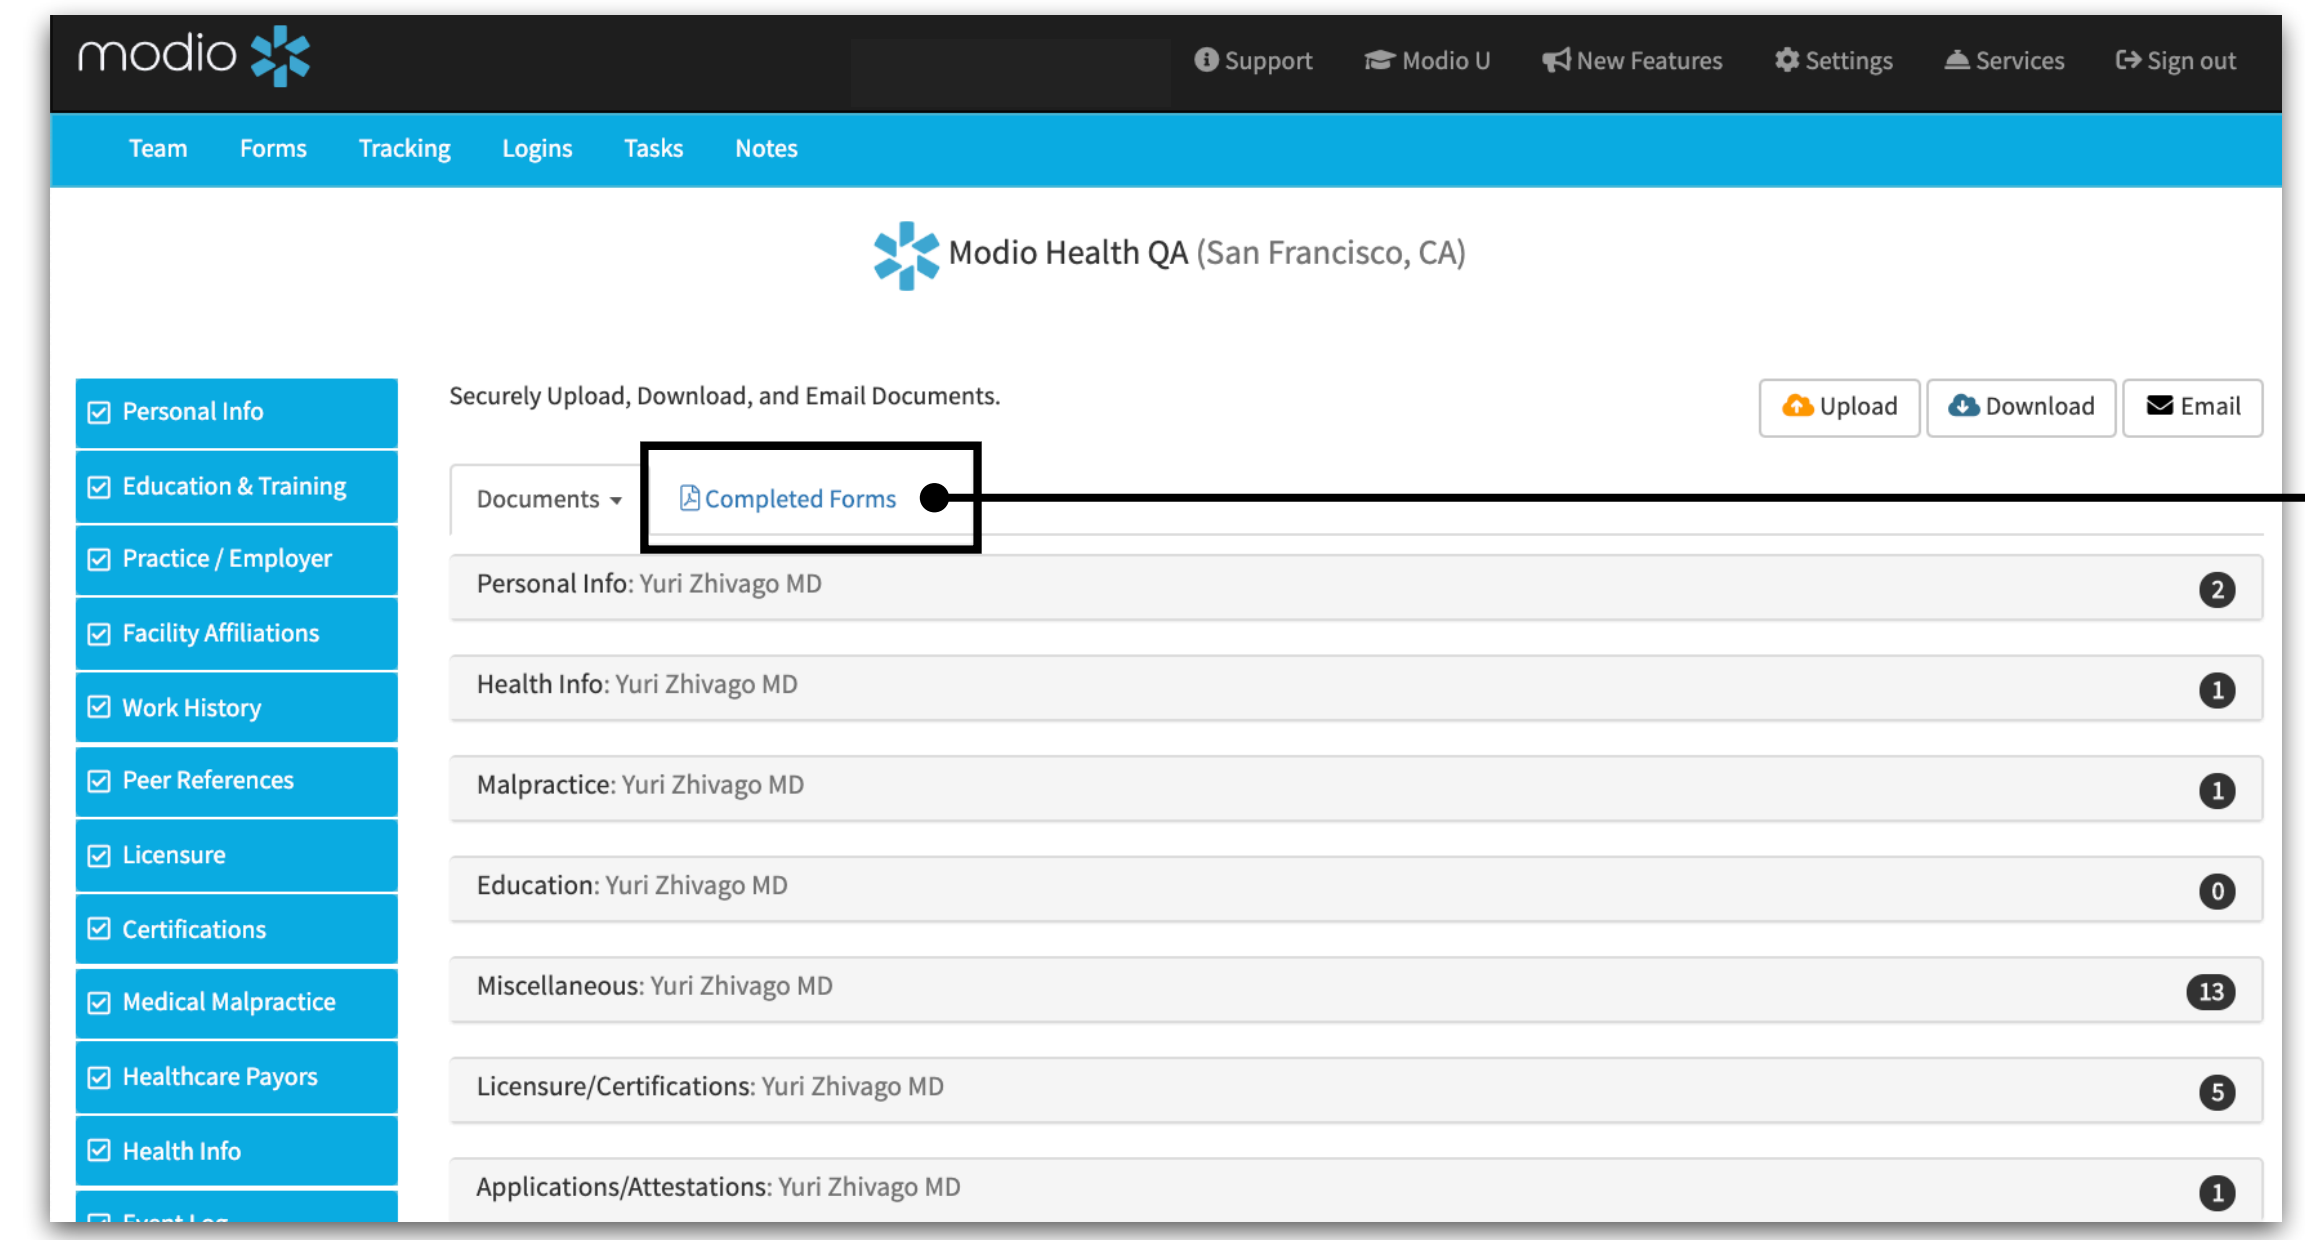 modio
Support Modio U New Features Settings Services Sign out
Team Forms Tracking Logins Tasks Notes
Modio Health QA (San Francisco, CA)
Personal Info
Education & Training
Practice / Employer
Facility Affiliations
Work History
Peer References
Licensure
Certifications
Medical Malpractice
Healthcare Payors
Health Info
Event Log
Securely Upload, Download, and Email Documents.
Upload Download Email
Documents Completed Forms
Personal Info: Yuri Zhivago MD 2
Health Info: Yuri Zhivago MD 1
Malpractice: Yuri Zhivago MD 1
Education: Yuri Zhivago MD 0
Miscellaneous: Yuri Zhivago MD 13
Licensure/Certifications: Yuri Zhivago MD 5
Applications/Attestations: Yuri Zhivago MD 1